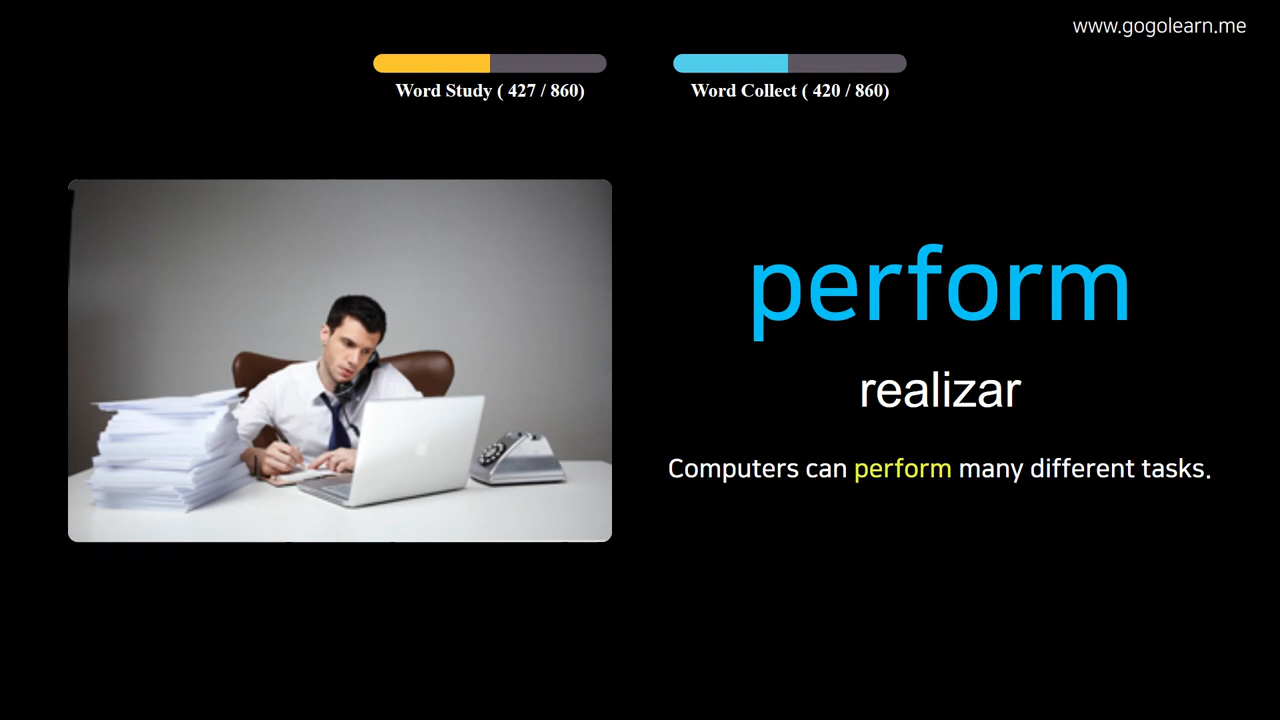 www.gogolearn.me
Word Study ( 427 / 860)
Word Collect ( 420 / 860)
perform
realizar
Computers can perform many different tasks.